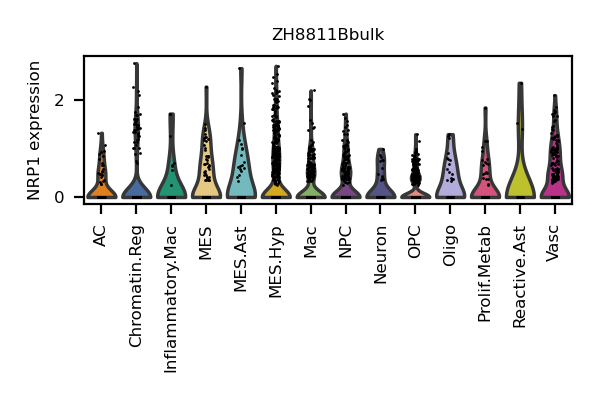 ZH8811Bbulk
NRP1 expression
2
0
AC
Chromatin.Reg
Inflammatory.Mac
MES
MES.Ast
MES.Hyp
Mac
NPC
Neuron
OPC
Oligo
Prolif.Metab
Reactive.Ast
Vasc